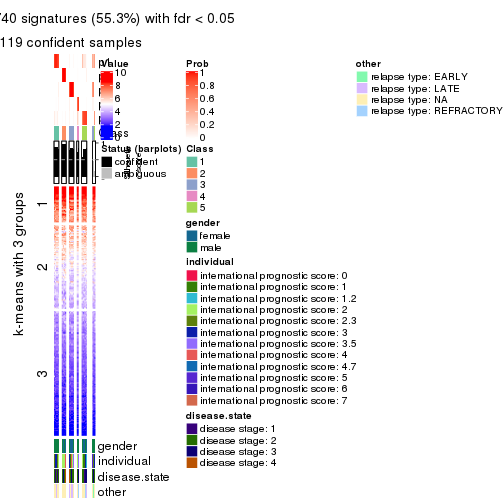 740 signatures (55.3%) with fdr < 0.05
119 confident samples
Value
10
8
6
4
2
0
Class
Status (barplots)
confident
ambiguous
Prob
1
0.8
0.6
0.4
0.2
0
Class
1
2
3
4
5
gender
female
male
individual
international prognostic score: 0
international prognostic score: 1
international prognostic score: 1.2
international prognostic score: 2
international prognostic score: 2.3
international prognostic score: 3
international prognostic score: 3.5
international prognostic score: 4
international prognostic score: 4.7
international prognostic score: 5
international prognostic score: 6
international prognostic score: 7
disease.state
disease stage: 1
disease stage: 2
disease stage: 3
disease stage: 4
other
relapse type: EARLY
relapse type: LATE
relapse type: NA
relapse type: REFRACTORY
k-means with 3 groups
1
2
3
gender
individual
disease.state
other